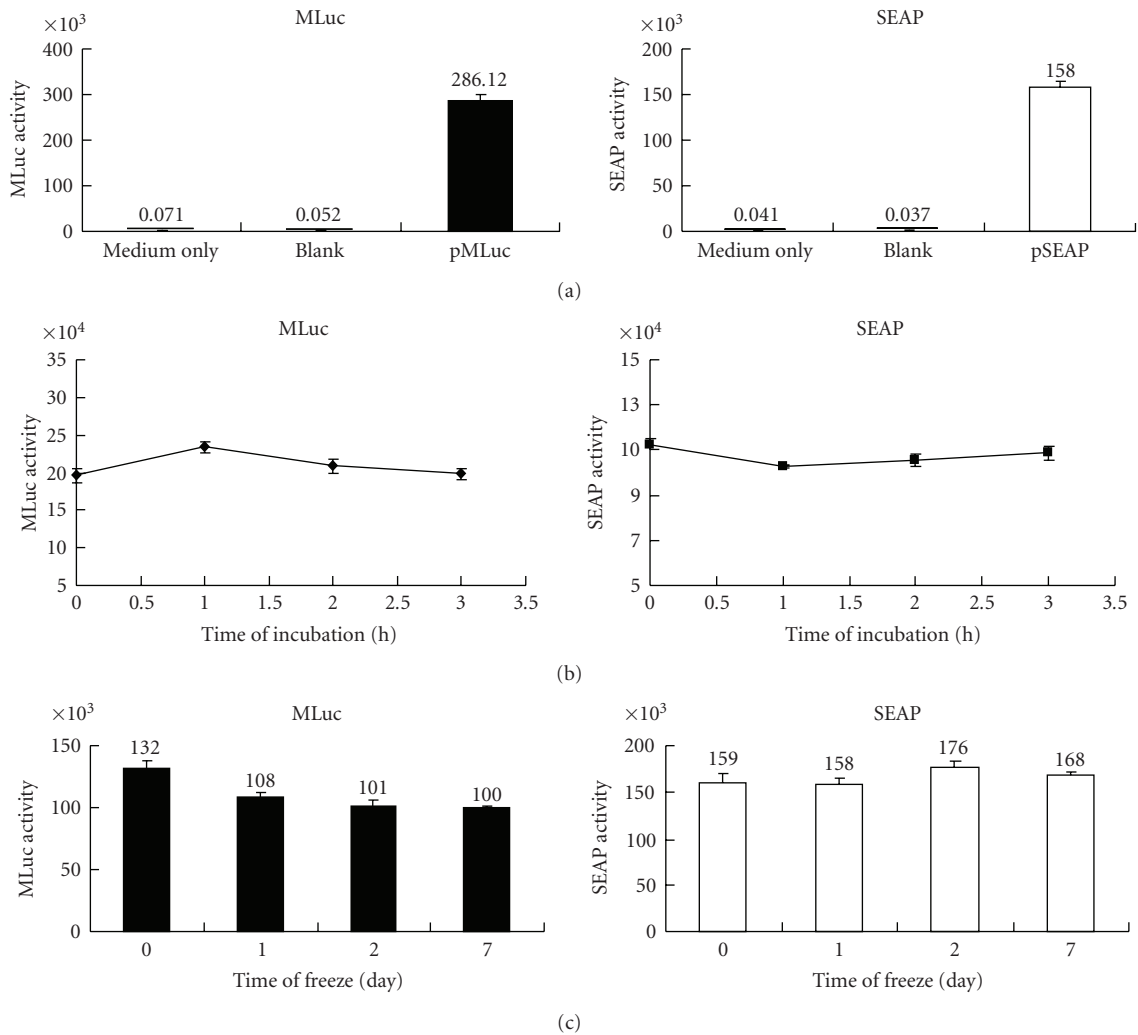 MLuc
×10³
400
300
200
100
0
MLuc activity
0.071
0.052
286.12
Medium only
Blank
pMLuc
SEAP
×10³
200
150
100
50
0
SEAP activity
0.041
0.037
158
Medium only
Blank
pSEAP
(a)
MLuc
×10⁴
35
30
25
20
15
10
5
MLuc activity
0 0.5 1 1.5 2 2.5 3 3.5
Time of incubation (h)
SEAP
×10⁴
15
13
10
9
7
5
SEAP activity
0 0.5 1 1.5 2 2.5 3 3.5
Time of incubation (h)
(b)
MLuc
×10³
150
100
50
0
MLuc activity
132
108
101
100
0 1 2 7
Time of freeze (day)
SEAP
×10³
200
150
100
50
0
SEAP activity
159
158
176
168
0 1 2 7
Time of freeze (day)
(c)